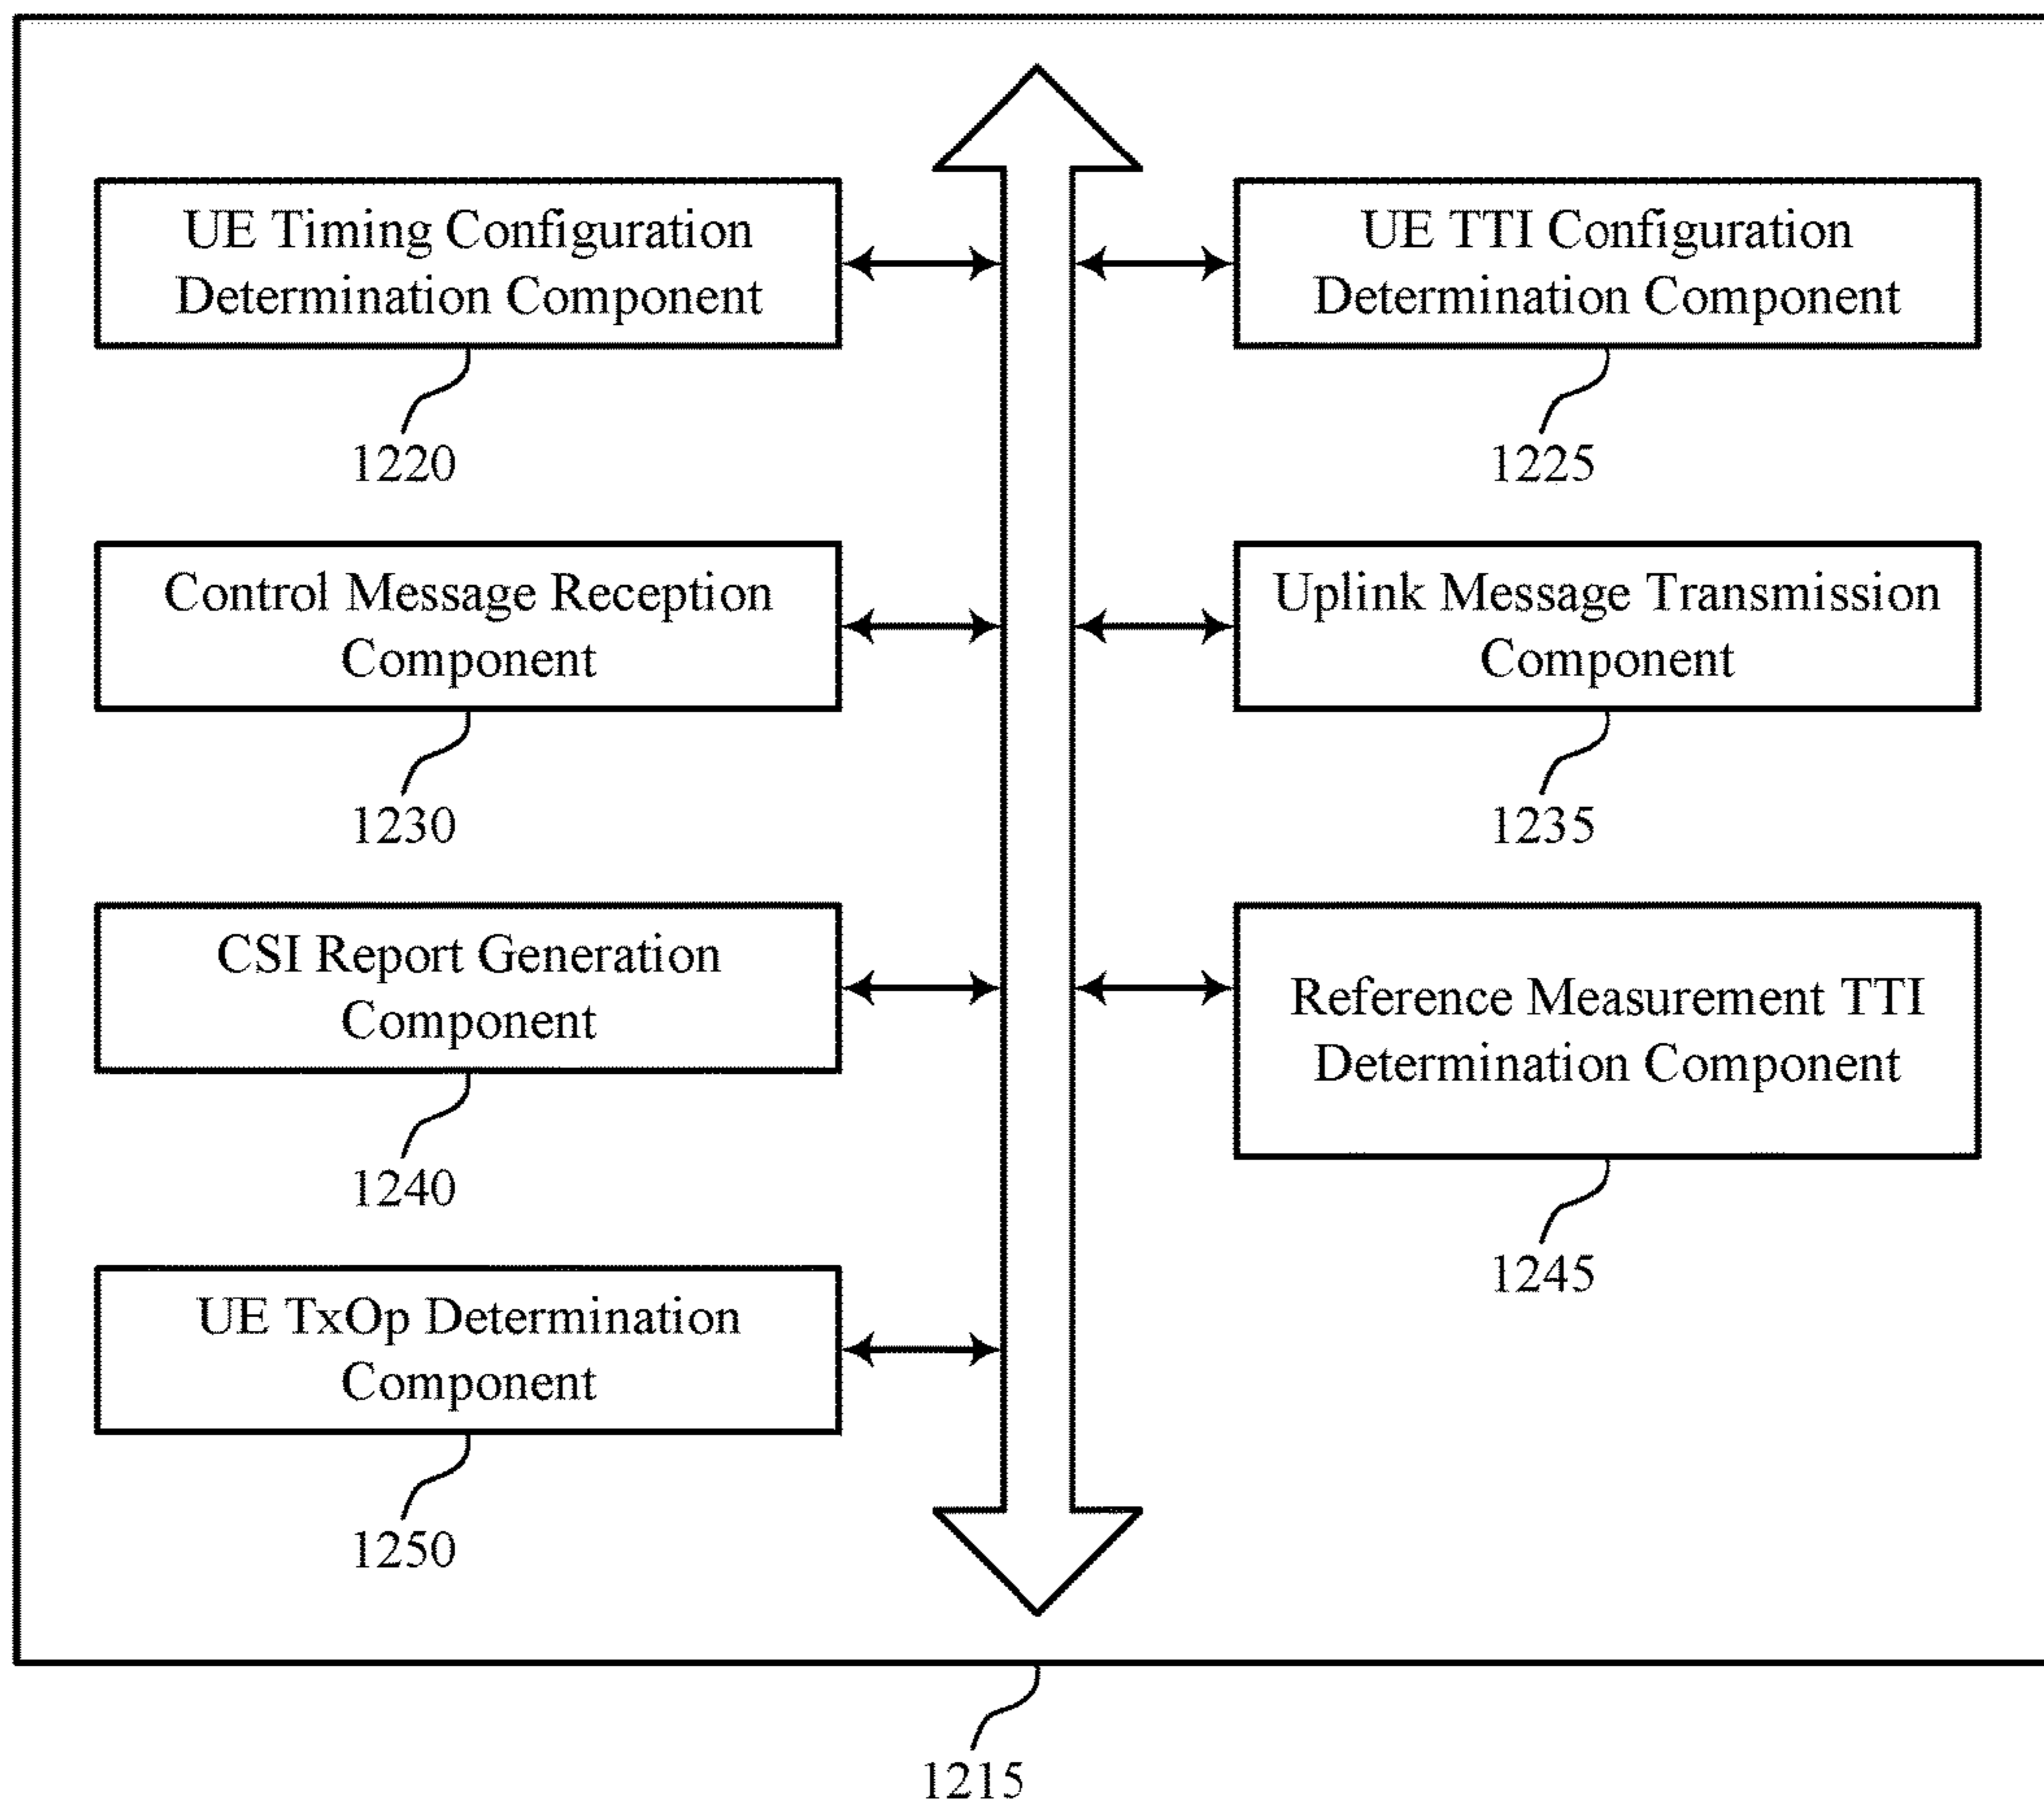 UE Timing Configuration
Determination Component
1220
UE TTI Configuration
Determination Component
1225
Control Message Reception
Component
1230
Uplink Message Transmission
Component
1235
CSI Report Generation
Component
1240
Reference Measurement TTI
Determination Component
1245
UE TxOp Determination
Component
1250
1215